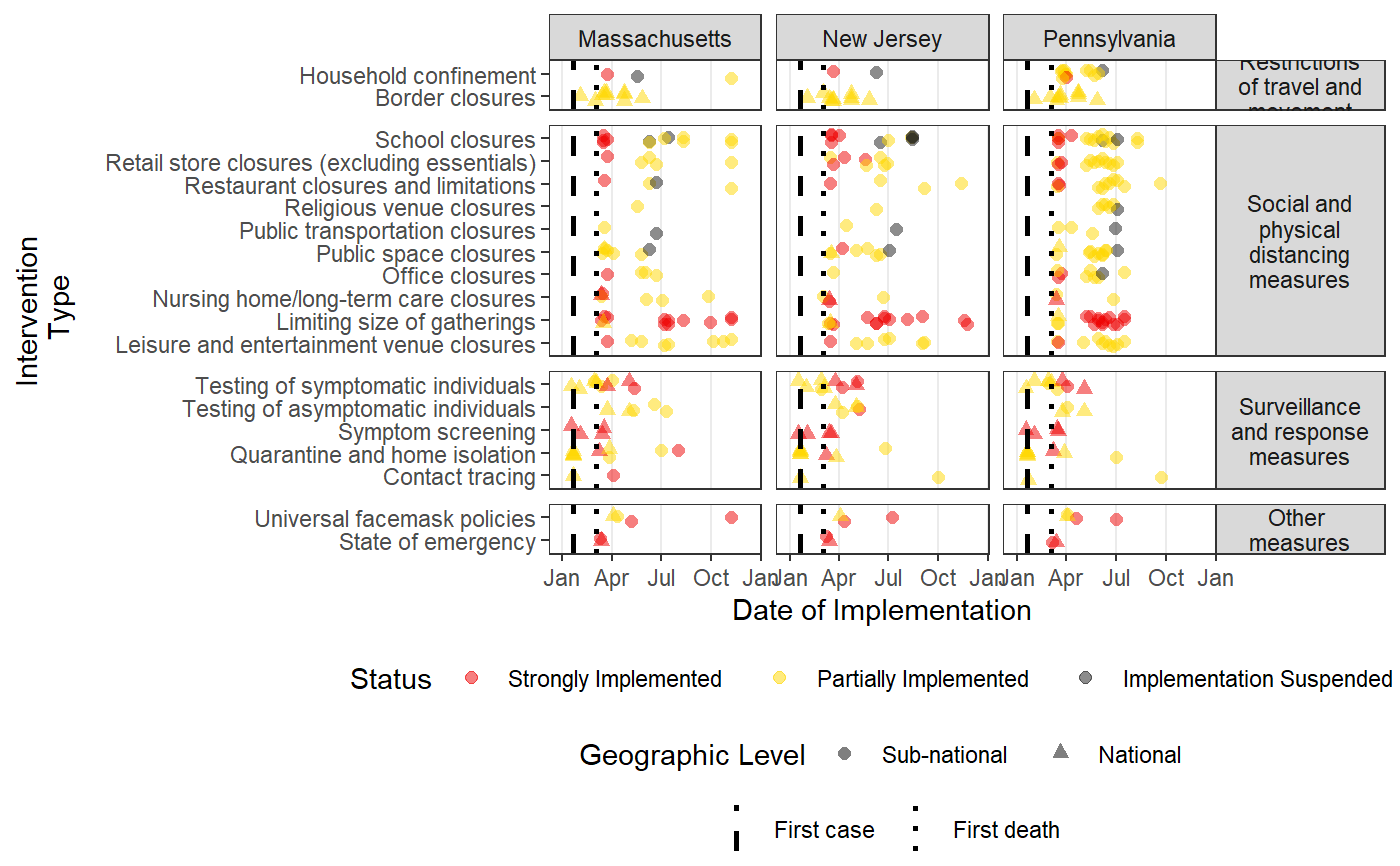 Massachusetts
New Jersey
Pennsylvania
Household confinement
Border closures
Restrictions
of travel and
movement
School closures
Retail store closures (excluding essentials)
Restaurant closures and limitations
Religious venue closures
Public transportation closures
Public space closures
Office closures
Nursing home/long-term care closures
Limiting size of gatherings
Leisure and entertainment venue closures
Social and
physical
distancing
measures
Testing of symptomatic individuals
Testing of asymptomatic individuals
Symptom screening
Quarantine and home isolation
Contact tracing
Surveillance
and response
measures
Universal facemask policies
State of emergency
Other
measures
Intervention
Type
Jan Apr Jul Oct Jan
Jan Apr Jul Oct Jan
Jan Apr Jul Oct Jan
Date of Implementation
Status Strongly Implemented Partially Implemented Implementation Suspended
Geographic Level Sub-national National
First case First death